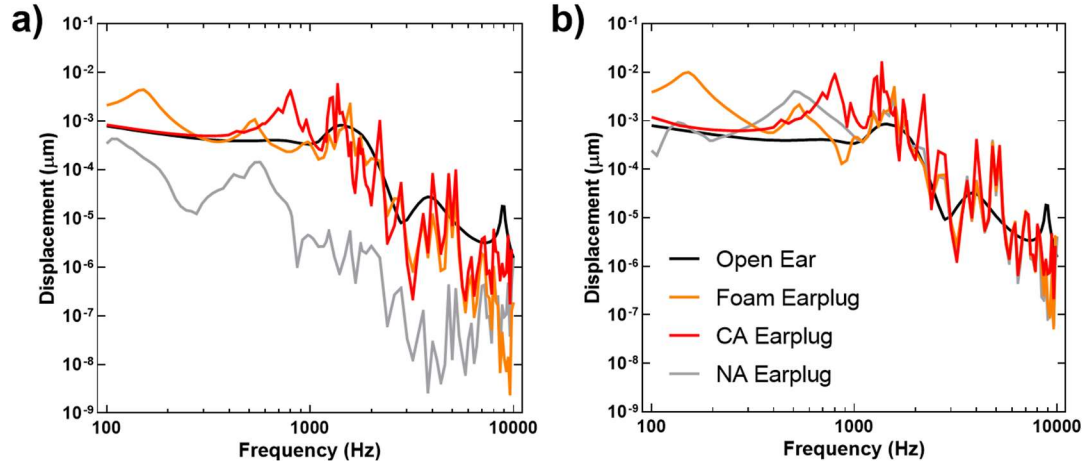 a)
Displacement (μm)
10⁻¹
10⁻²
10⁻³
10⁻⁴
10⁻⁵
10⁻⁶
10⁻⁷
10⁻⁸
10⁻⁹
100
1000
10000
Frequency (Hz)
b)
Displacement (μm)
10⁻¹
10⁻²
10⁻³
10⁻⁴
10⁻⁵
10⁻⁶
10⁻⁷
10⁻⁸
10⁻⁹
Open Ear
Foam Earplug
CA Earplug
NA Earplug
100
1000
10000
Frequency (Hz)